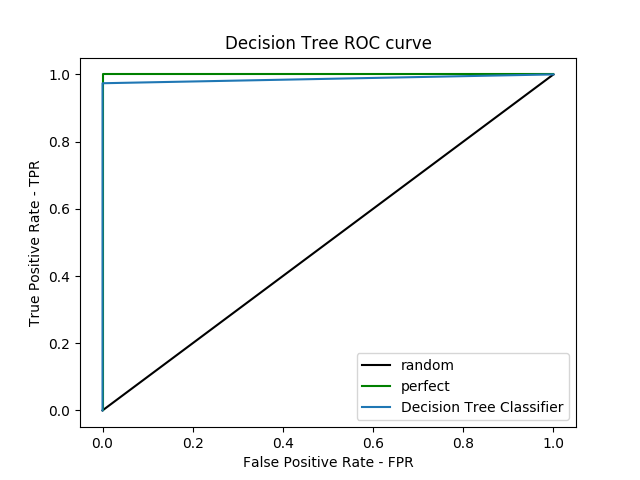 Decision Tree ROC curve
1.0
0.8
0.6
0.4
0.2
0.0
True Positive Rate - TPR
random
perfect
Decision Tree Classifier
0.0 0.2 0.4 0.6 0.8 1.0
False Positive Rate - FPR